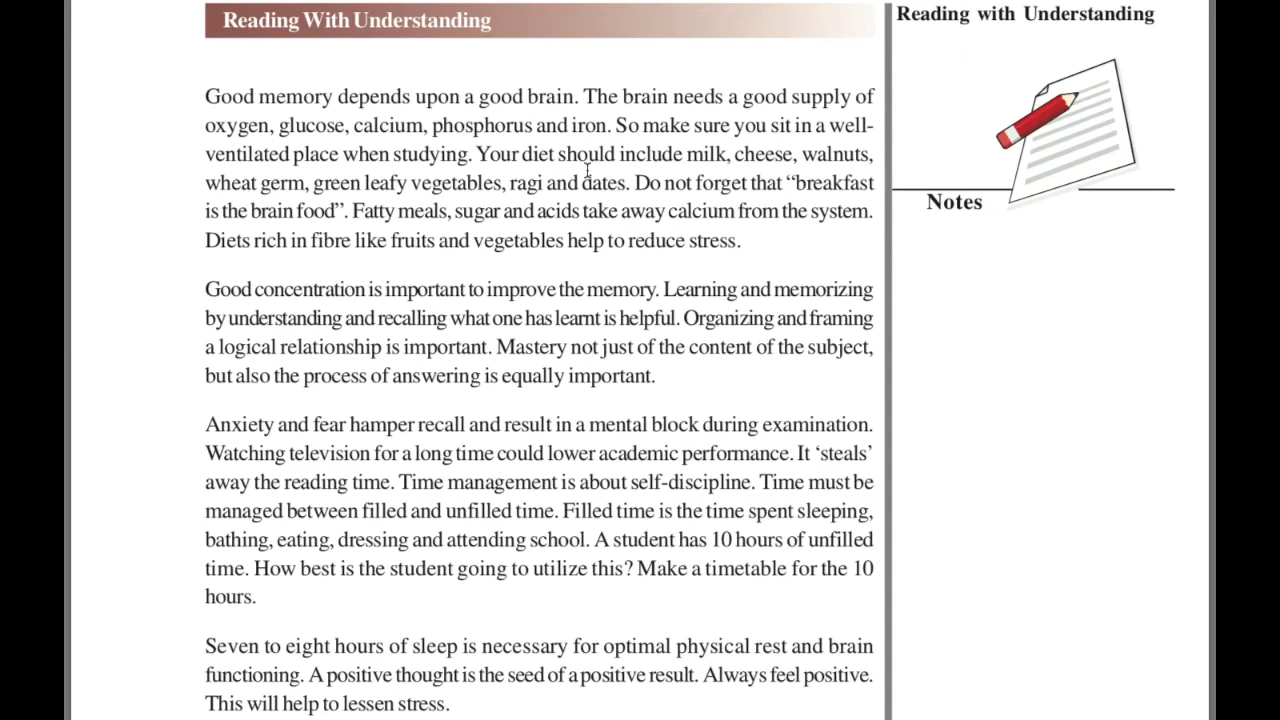 Reading With Understanding
Good memory depends upon a good brain. The brain needs a good supply of
oxygen, glucose, calcium, phosphorus and iron. So make sure you sit in a well-
ventilated place when studying. Your diet should include milk, cheese, walnuts,
wheat germ, green leafy vegetables, ragi and dates. Do not forget that “breakfast
is the brain food”. Fatty meals, sugar and acids take away calcium from the system.
Diets rich in fibre like fruits and vegetables help to reduce stress.
Good concentration is important to improve the memory. Learning and memorizing
by understanding and recalling what one has learnt is helpful. Organizing and framing
a logical relationship is important. Mastery not just of the content of the subject,
but also the process of answering is equally important.
Anxiety and fear hamper recall and result in a mental block during examination.
Watching television for a long time could lower academic performance. It ‘steals’
away the reading time. Time management is about self-discipline. Time must be
managed between filled and unfilled time. Filled time is the time spent sleeping,
bathing, eating, dressing and attending school. A student has 10 hours of unfilled
time. How best is the student going to utilize this? Make a timetable for the 10
hours.
Seven to eight hours of sleep is necessary for optimal physical rest and brain
functioning. A positive thought is the seed of a positive result. Always feel positive.
This will help to lessen stress.
Reading with Understanding
Notes